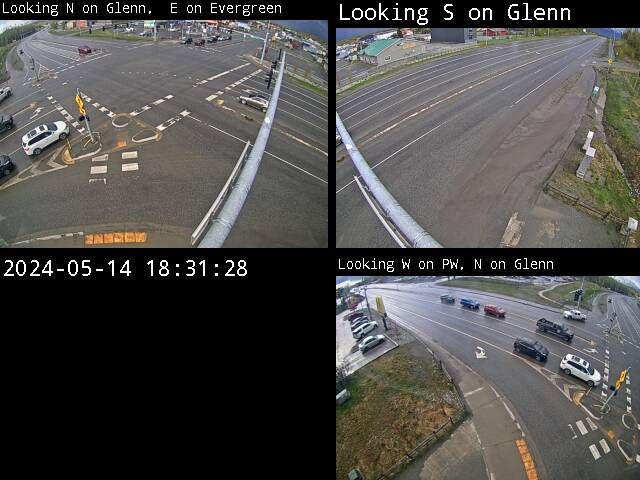 Looking N on Glenn,  E on Evergreen
Looking S on Glenn
2024-05-14 18:31:28
Looking W on PW, N on Glenn